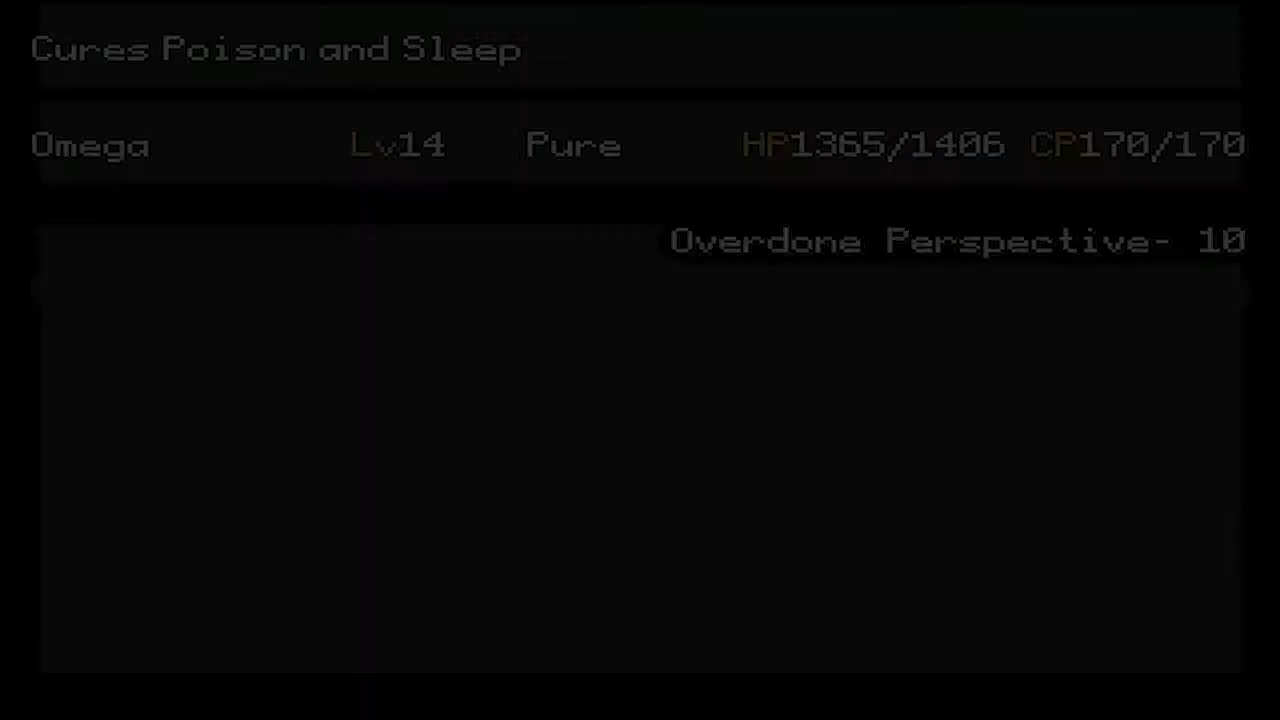 Cures Poison and Sleep
Omega Lv14 Pure HP1365/1406 CP170/170
Overdone Perspective- 10